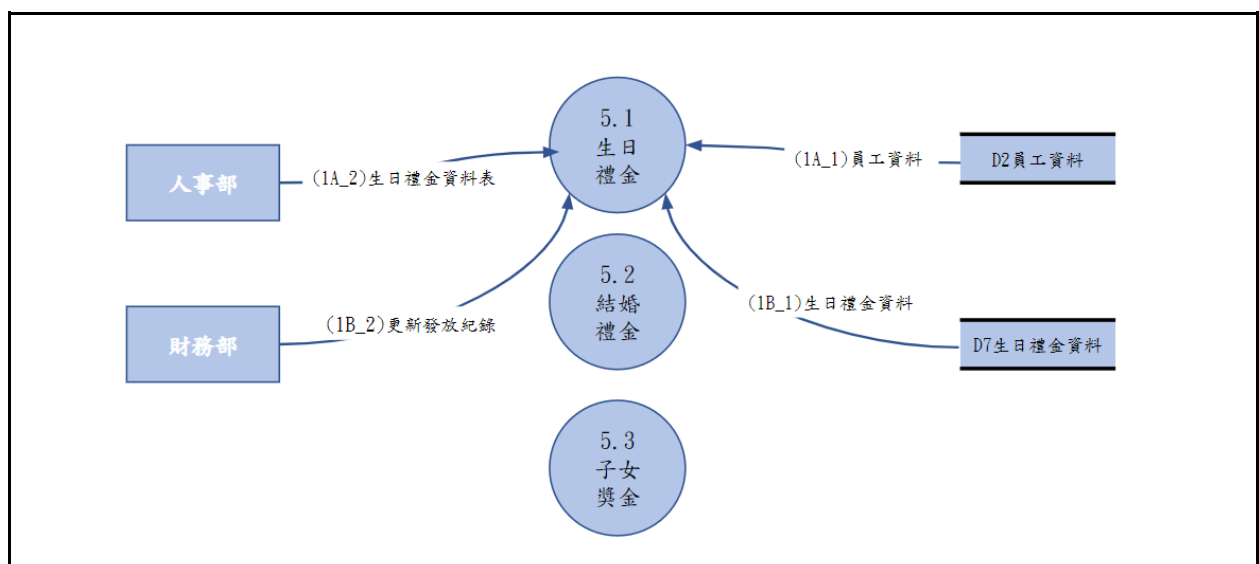 5.1
生日
禮金
人事部
(1A_2)生日禮金資料表
(1A_1)員工資料
D2員工資料
5.2
結婚
禮金
財務部
(1B_2)更新發放紀錄
(1B_1)生日禮金資料
D7生日禮金資料
5.3
子女
獎金